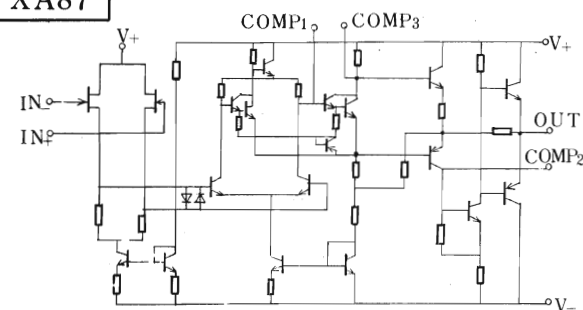 XA87
COMP1 COMP3
V+
V+
IN-
OUT
IN+
COMP2
V-